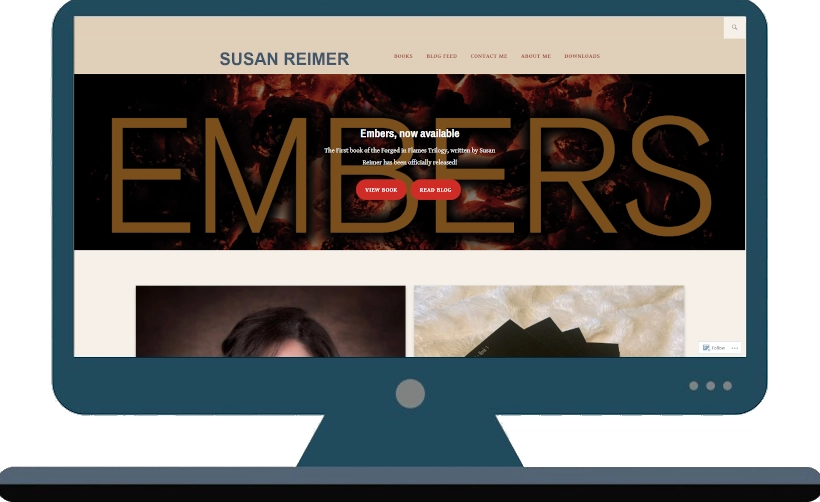 SUSAN REIMER
BOOKS BLOG FEED CONTACT ME ABOUT ME DOWNLOADS
EMBERS
Embers, now available
The First book of the Forged in Flames Trilogy, written by Susan
Reimer has been officially released!
VIEW BOOK READ BLOG
Follow